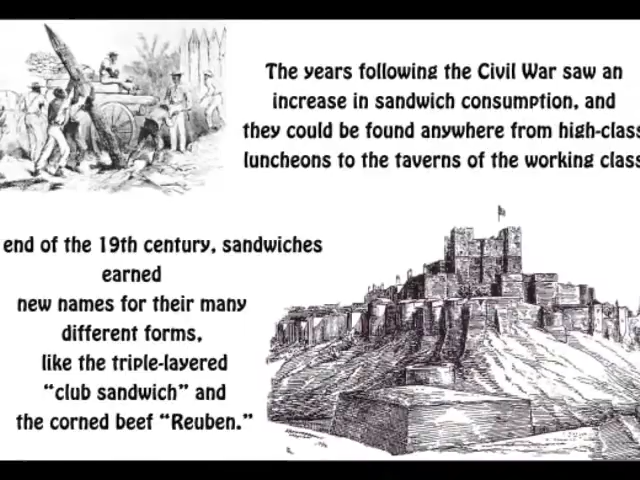 The years following the Civil War saw an
increase in sandwich consumption, and
they could be found anywhere from high-class
luncheons to the taverns of the working class
end of the 19th century, sandwiches
earned
new names for their many
different forms,
like the triple-layered
“club sandwich” and
the corned beef “Reuben.”